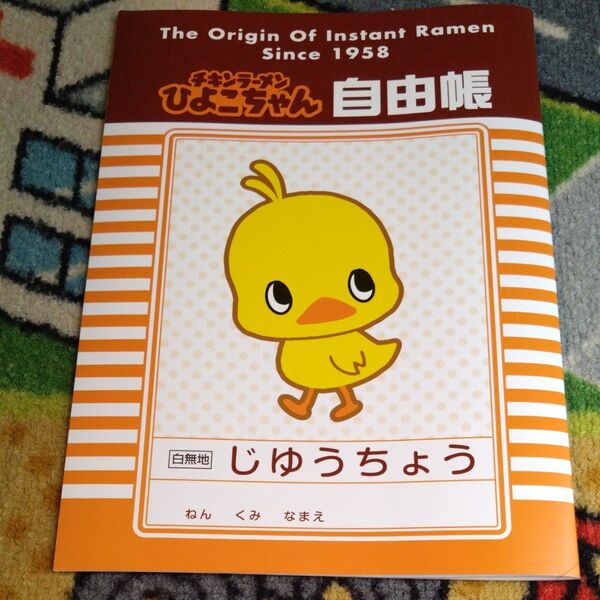 The Origin Of Instant Ramen
Since 1958
チキンラーメン
ひよこちゃん 自由帳
白無地 じゆうちょう
ねん くみ なまえ